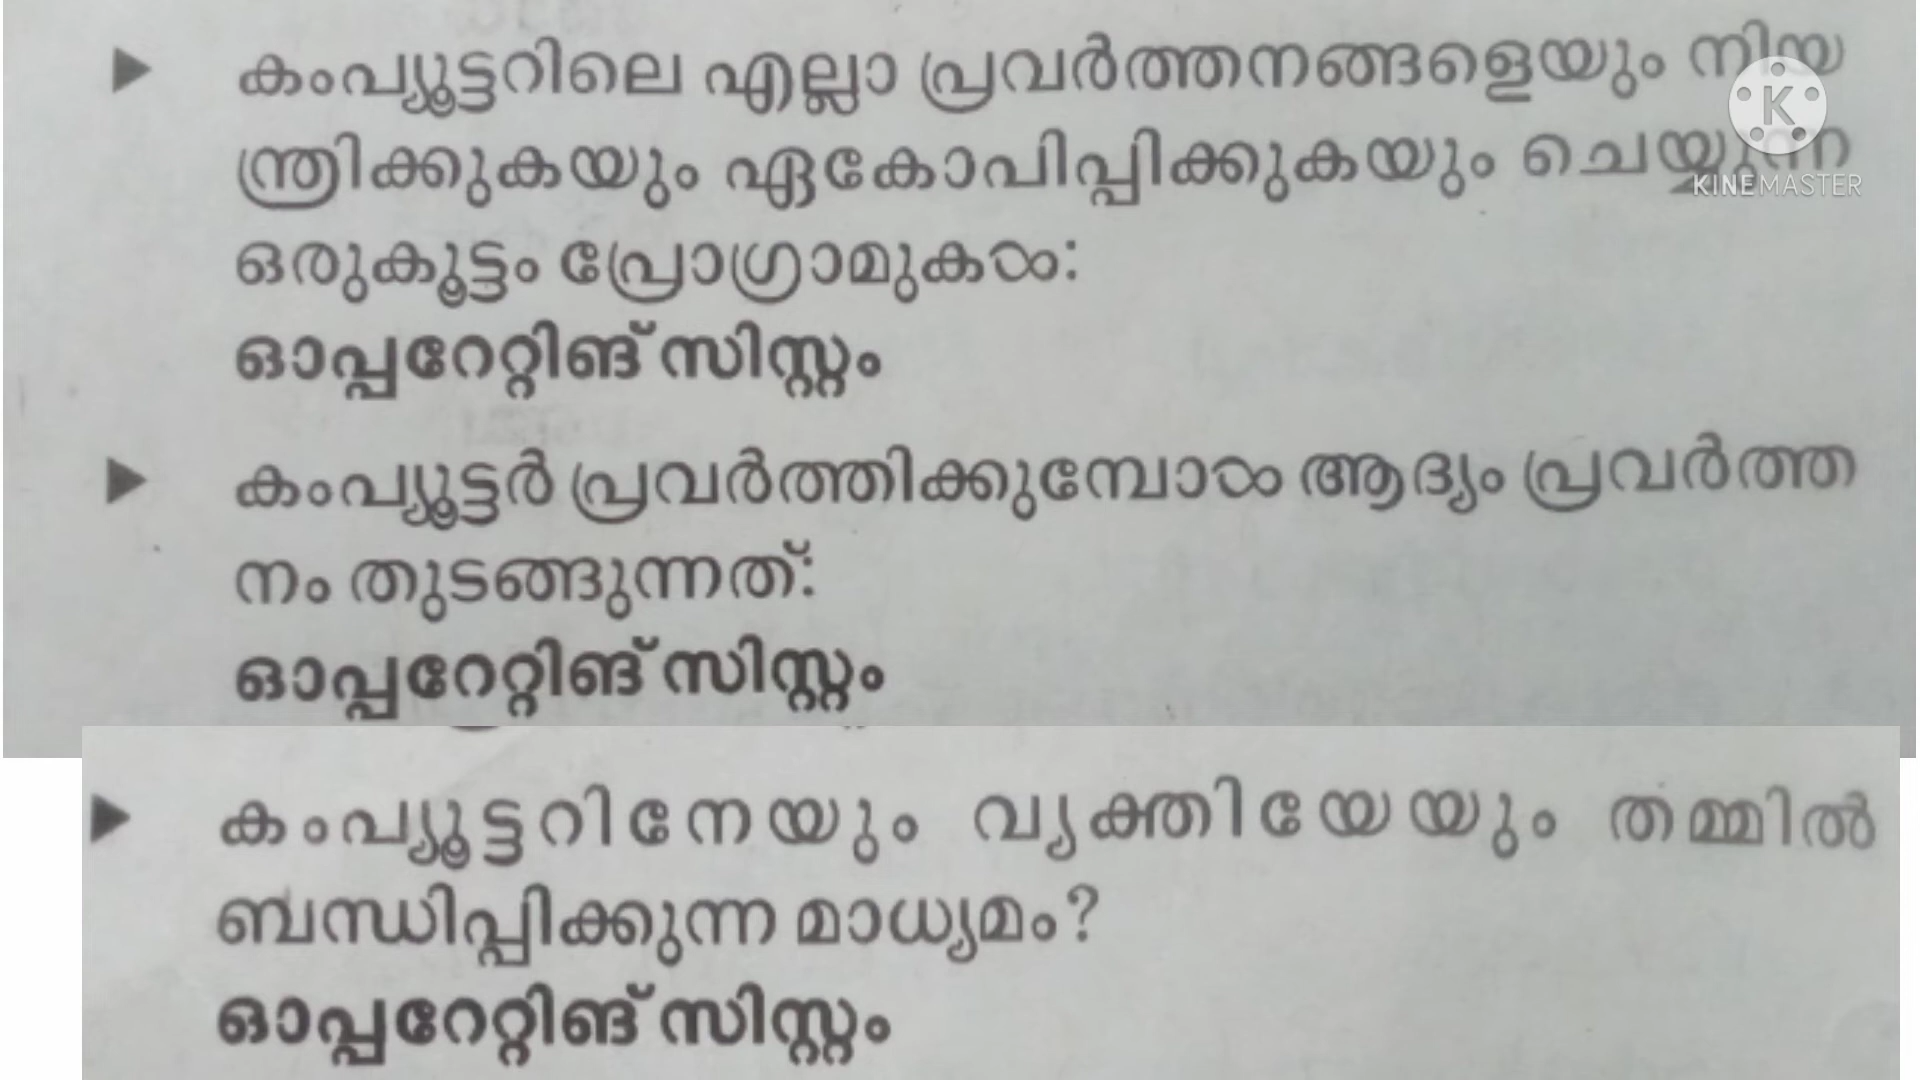 ▶ കംപ്യൂട്ടറിലെ എല്ലാ പ്രവർത്തനങ്ങളെയും നിയ
ന്ത്രിക്കുകയും ഏകോപിപ്പിക്കുകയും ചെയ്യുന്ന
ഒരുകൂട്ടം പ്രോഗ്രാമുകൾ:
ഓപ്പറേറ്റിങ് സിസ്റ്റം
▶ കംപ്യൂട്ടർ പ്രവർത്തിക്കുമ്പോൾ ആദ്യം പ്രവർത്ത
നം തുടങ്ങുന്നത്:
ഓപ്പറേറ്റിങ് സിസ്റ്റം
▶ കംപ്യൂട്ടറിനേയും വ്യക്തിയേയും തമ്മിൽ
ബന്ധിപ്പിക്കുന്ന മാധ്യമം?
ഓപ്പറേറ്റിങ് സിസ്റ്റം
K
KINEMASTER